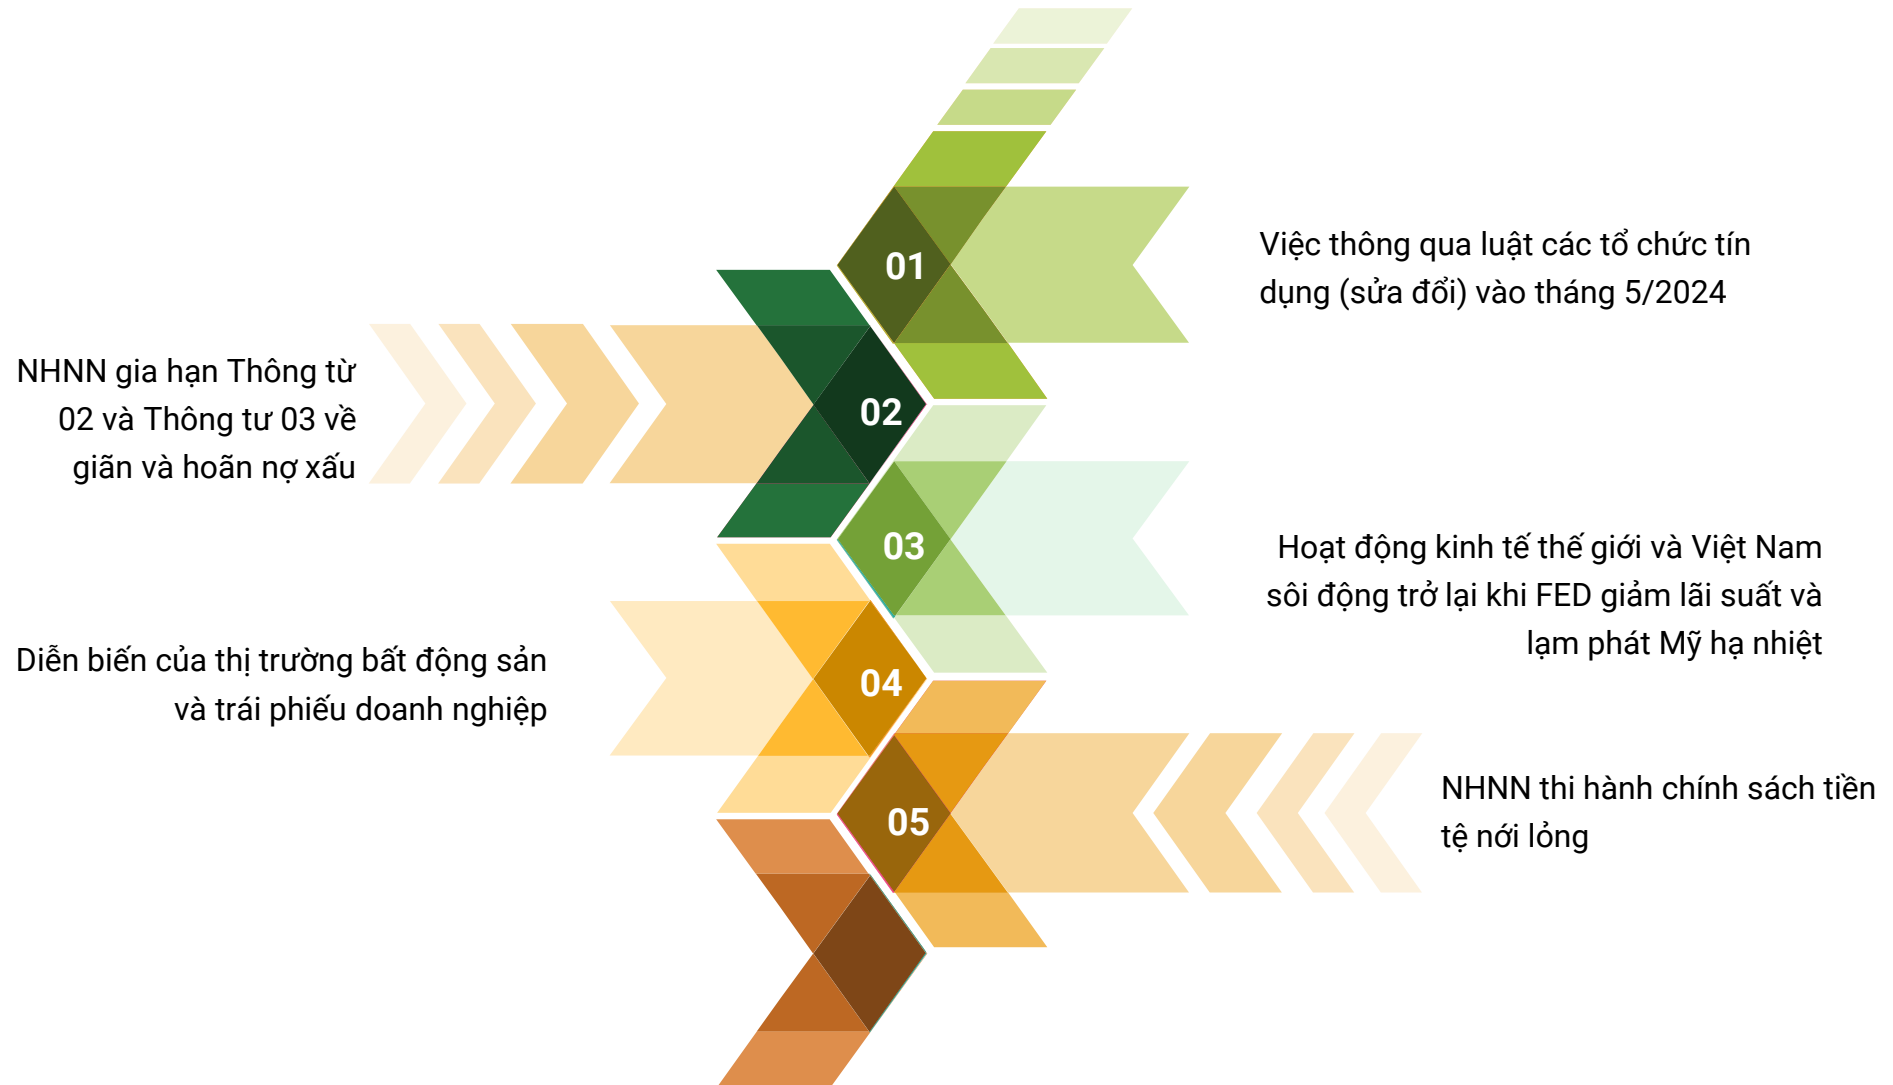 01
Việc thông qua luật các tổ chức tín
dụng (sửa đổi) vào tháng 5/2024
02
NHNN gia hạn Thông từ
02 và Thông tư 03 về
giãn và hoãn nợ xấu
03
Hoạt động kinh tế thế giới và Việt Nam
sôi động trở lại khi FED giảm lãi suất và
lạm phát Mỹ hạ nhiệt
04
Diễn biến của thị trường bất động sản
và trái phiếu doanh nghiệp
05
NHNN thi hành chính sách tiền
tệ nới lỏng